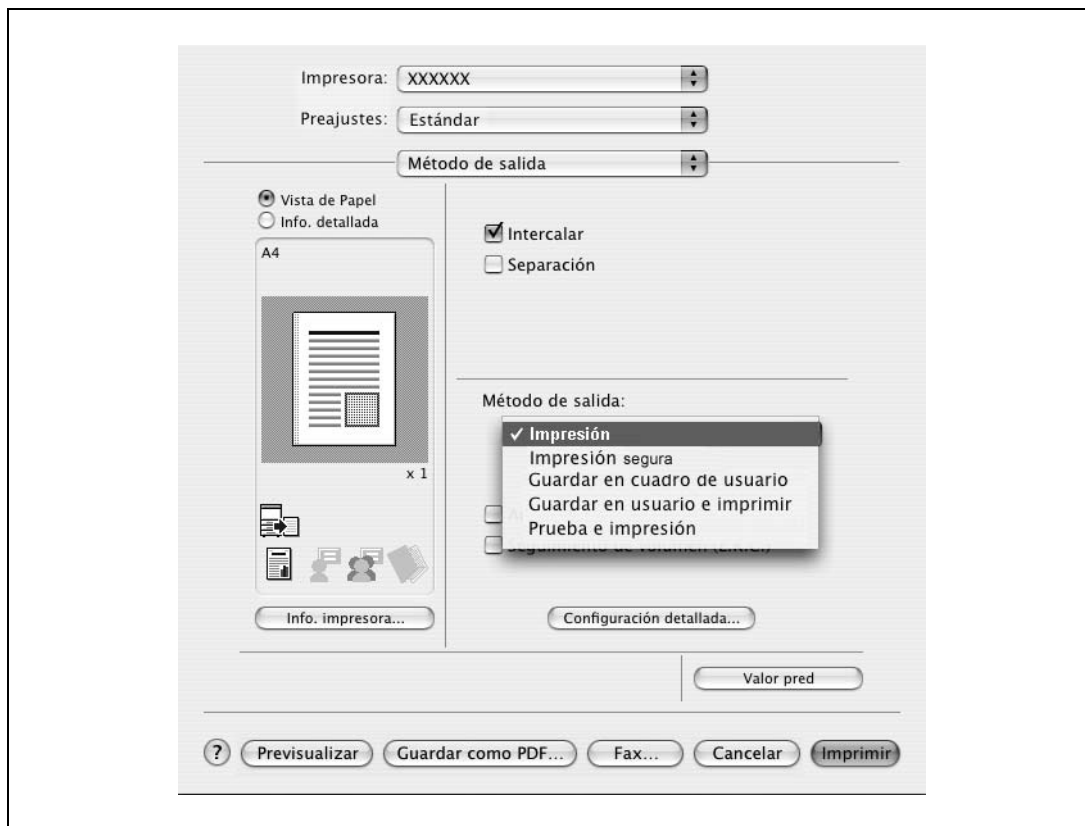 Impresora: XXXXXX
Preajustes: Estándar
Método de salida
Vista de Papel
Info. detallada
A4
x 1
Info. impresora...
Intercalar
Separación
Método de salida:
✓ Impresión
Impresión segura
Guardar en cuadro de usuario
Guardar en usuario e imprimir
Prueba e impresión
Configuración detallada...
Valor pred
? Previsualizar Guardar como PDF... Fax... Cancelar Imprimir